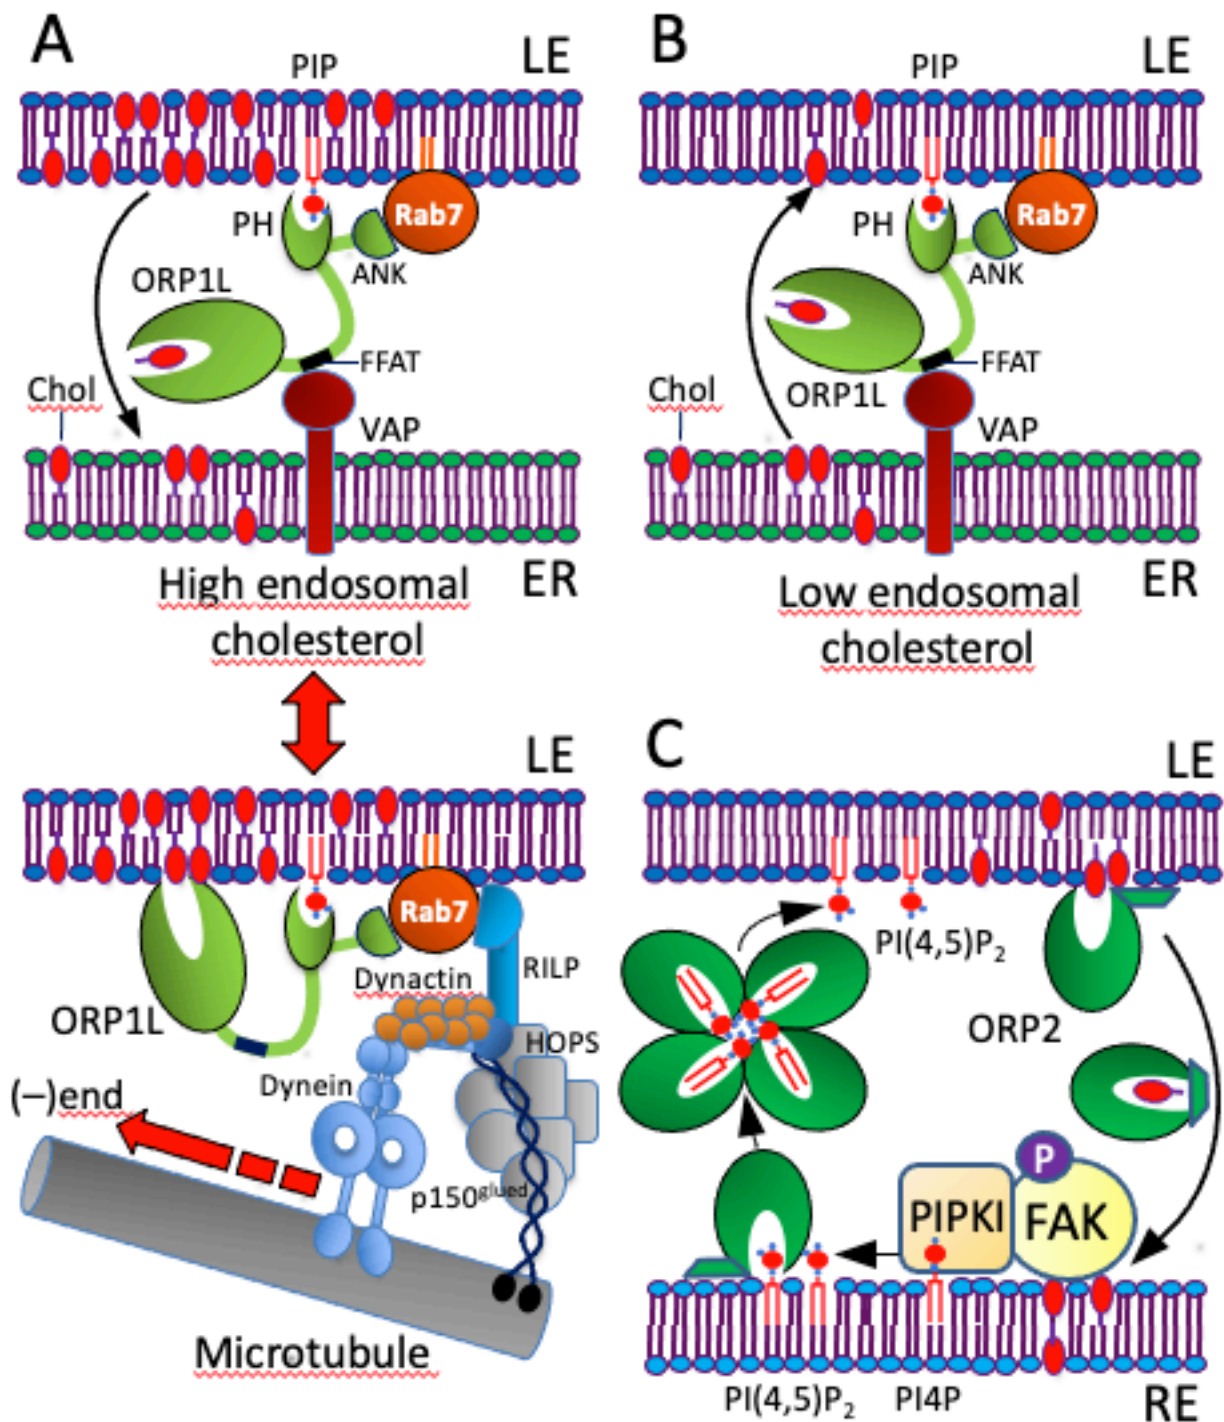 A
LE
PIP
PH
Rab7
ANK
ORP1L
FFAT
Chol
VAP
ER
High endosomal
cholesterol
B
LE
PIP
PH
Rab7
ANK
FFAT
ORP1L
Chol
VAP
ER
Low endosomal
cholesterol
LE
Rab7
RILP
Dynactin
ORP1L
HOPS
Dynein
(–)end
p150glued
Microtubule
C
LE
PI(4,5)P2
ORP2
P
PIPKI
FAK
PI(4,5)P2
PI4P
RE